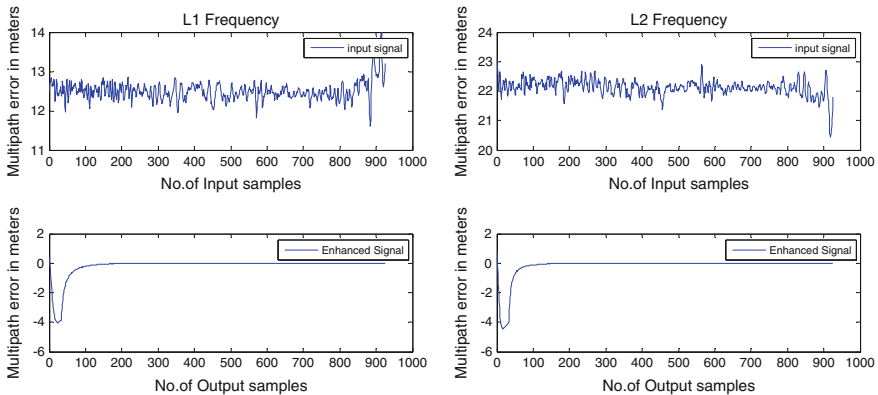 L1 Frequency
Multipath error in meters
14
13
12
11
input signal
0 100 200 300 400 500 600 700 800 900 1000
No.of Input samples
L2 Frequency
Multipath error in meters
24
23
22
21
20
input signal
0 100 200 300 400 500 600 700 800 900 1000
No.of Input samples
Multipath error in meters
2
0
-2
-4
-6
Enhanced Signal
0 100 200 300 400 500 600 700 800 900 1000
No.of Output samples
Multipath error in meters
2
0
-2
-4
-6
Enhanced Signal
0 100 200 300 400 500 600 700 800 900 1000
No.of Output samples